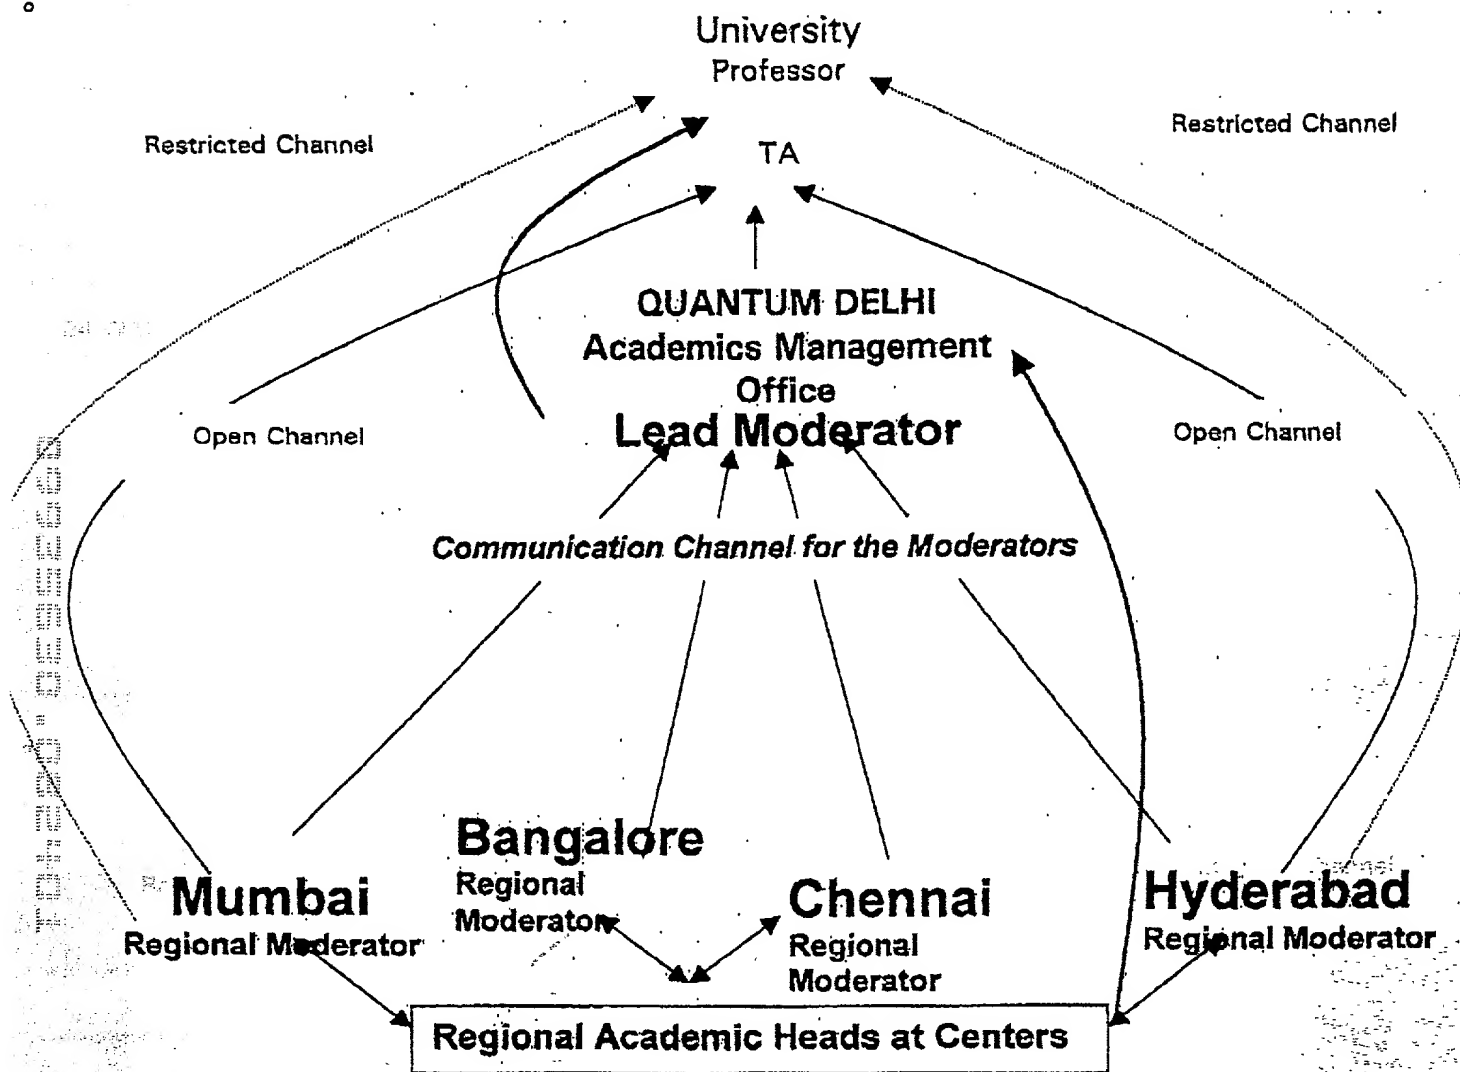 University
Professor
Restricted Channel
Restricted Channel
TA
QUANTUM DELHI
Academics Management
Office
Lead Moderator
Open Channel
Open Channel
Communication Channel for the Moderators
Bangalore
Regional
Moderator
Mumbai
Regional Moderator
Chennai
Regional
Moderator
Hyderabad
Regional Moderator
Regional Academic Heads at Centers